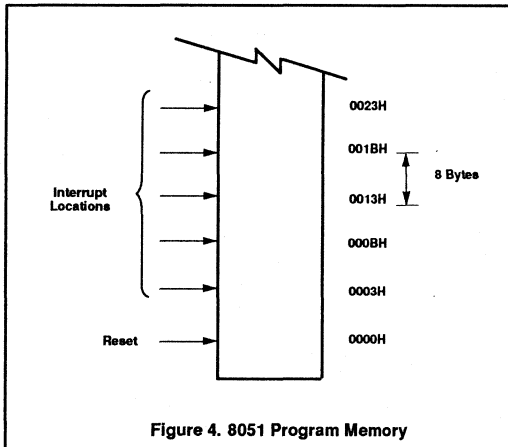 0023H
001BH
8 Bytes
Interrupt
Locations
0013H
000BH
0003H
Reset
0000H
Figure 4. 8051 Program Memory